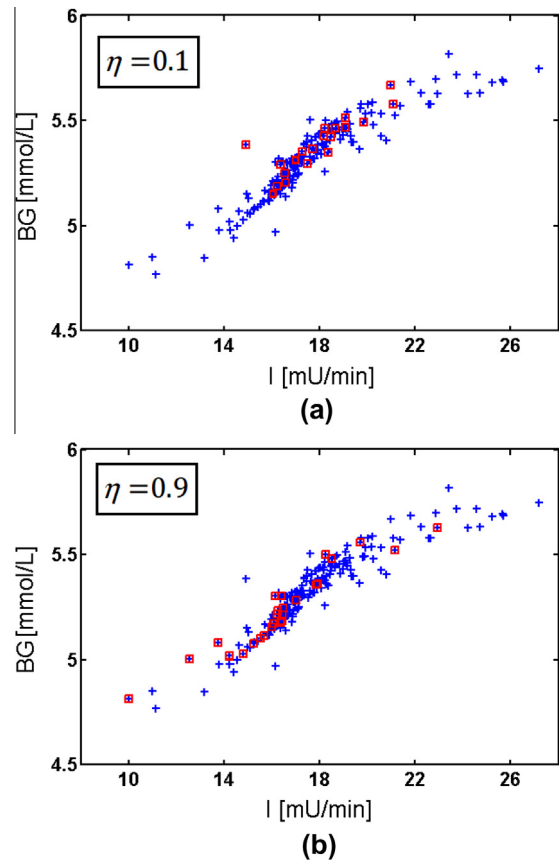 6
η = 0.1
5.5
BG [mmol/L]
5
4.5
10 14 18 22 26
I [mU/min]
(a)
6
η = 0.9
5.5
BG [mmol/L]
5
4.5
10 14 18 22 26
I [mU/min]
(b)